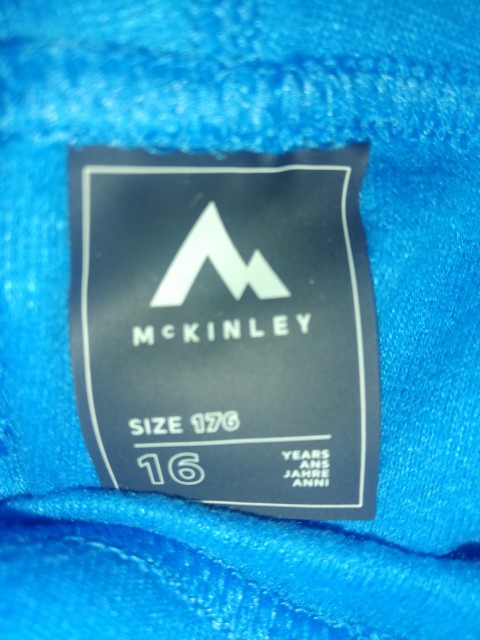 McKINLEY
SIZE 176
16
YEARS
ANS
JAHRE
ANNI